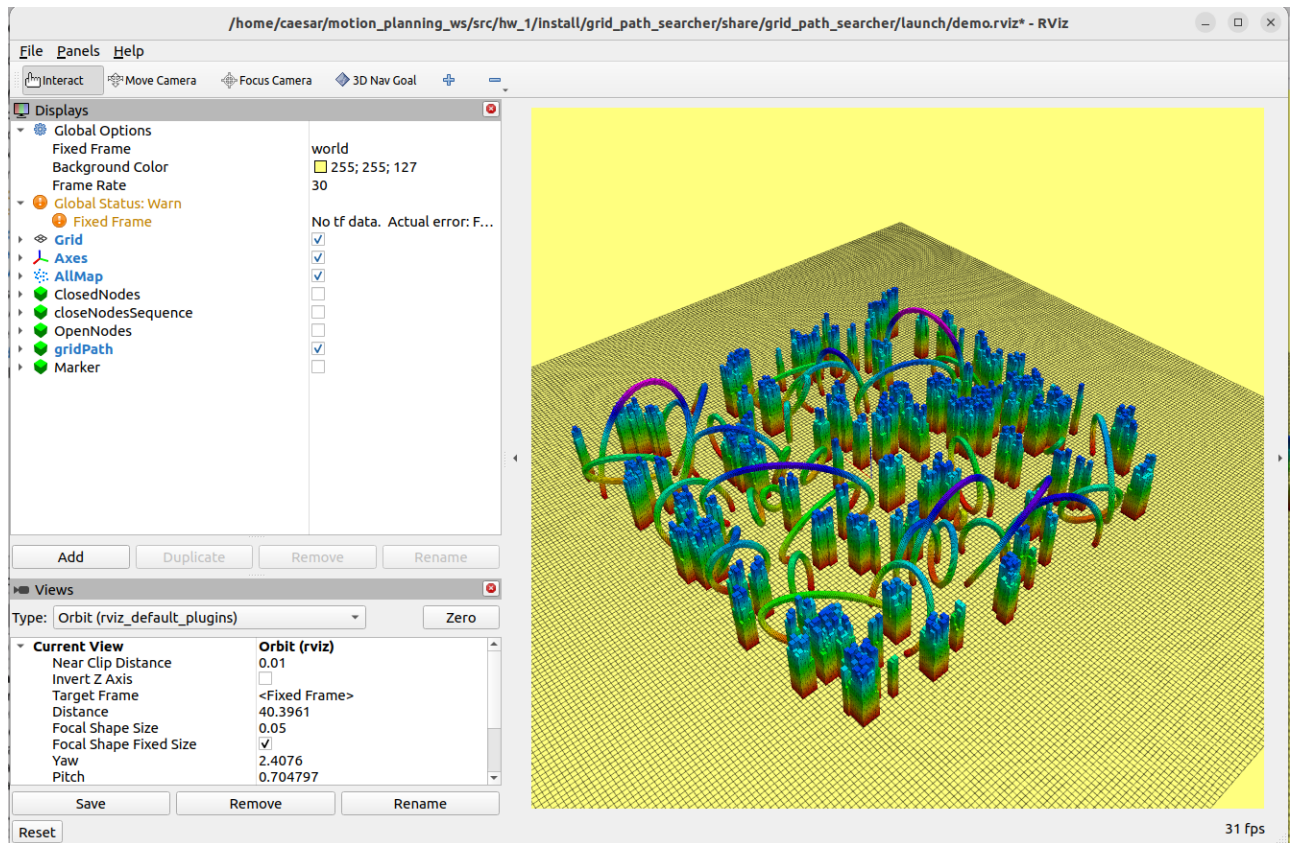 /home/caesar/motion_planning_ws/src/hw_1/install/grid_path_searcher/share/grid_path_searcher/launch/demo.rviz* - RViz
File Panels Help
Interact Move Camera Focus Camera 3D Nav Goal
Displays
Global Options
Fixed Frame world
Background Color 255; 255; 127
Frame Rate 30
Global Status: Warn
Fixed Frame No tf data. Actual error: F...
Grid
Axes
AllMap
ClosedNodes
closeNodesSequence
OpenNodes
gridPath
Marker
Add Duplicate Remove Rename
Views
Type: Orbit (rviz_default_plugins) Zero
Current View Orbit (rviz)
Near Clip Distance 0.01
Invert Z Axis
Target Frame <Fixed Frame>
Distance 40.3961
Focal Shape Size 0.05
Focal Shape Fixed Size
Yaw 2.4076
Pitch 0.704797
Save Remove Rename
Reset 31 fps